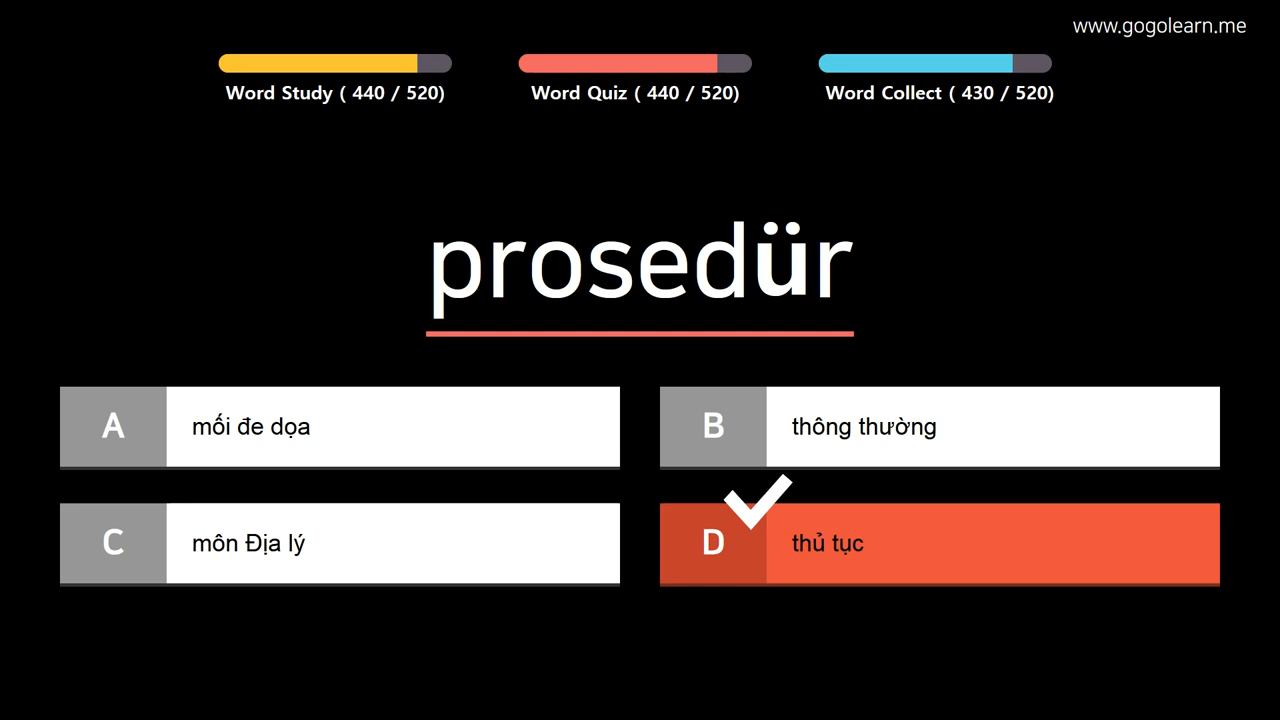 www.gogolearn.me
Word Study ( 440 / 520)
Word Quiz ( 440 / 520)
Word Collect ( 430 / 520)
prosedür
A
mối đe dọa
B
thông thường
C
môn Địa lý
D
thủ tục